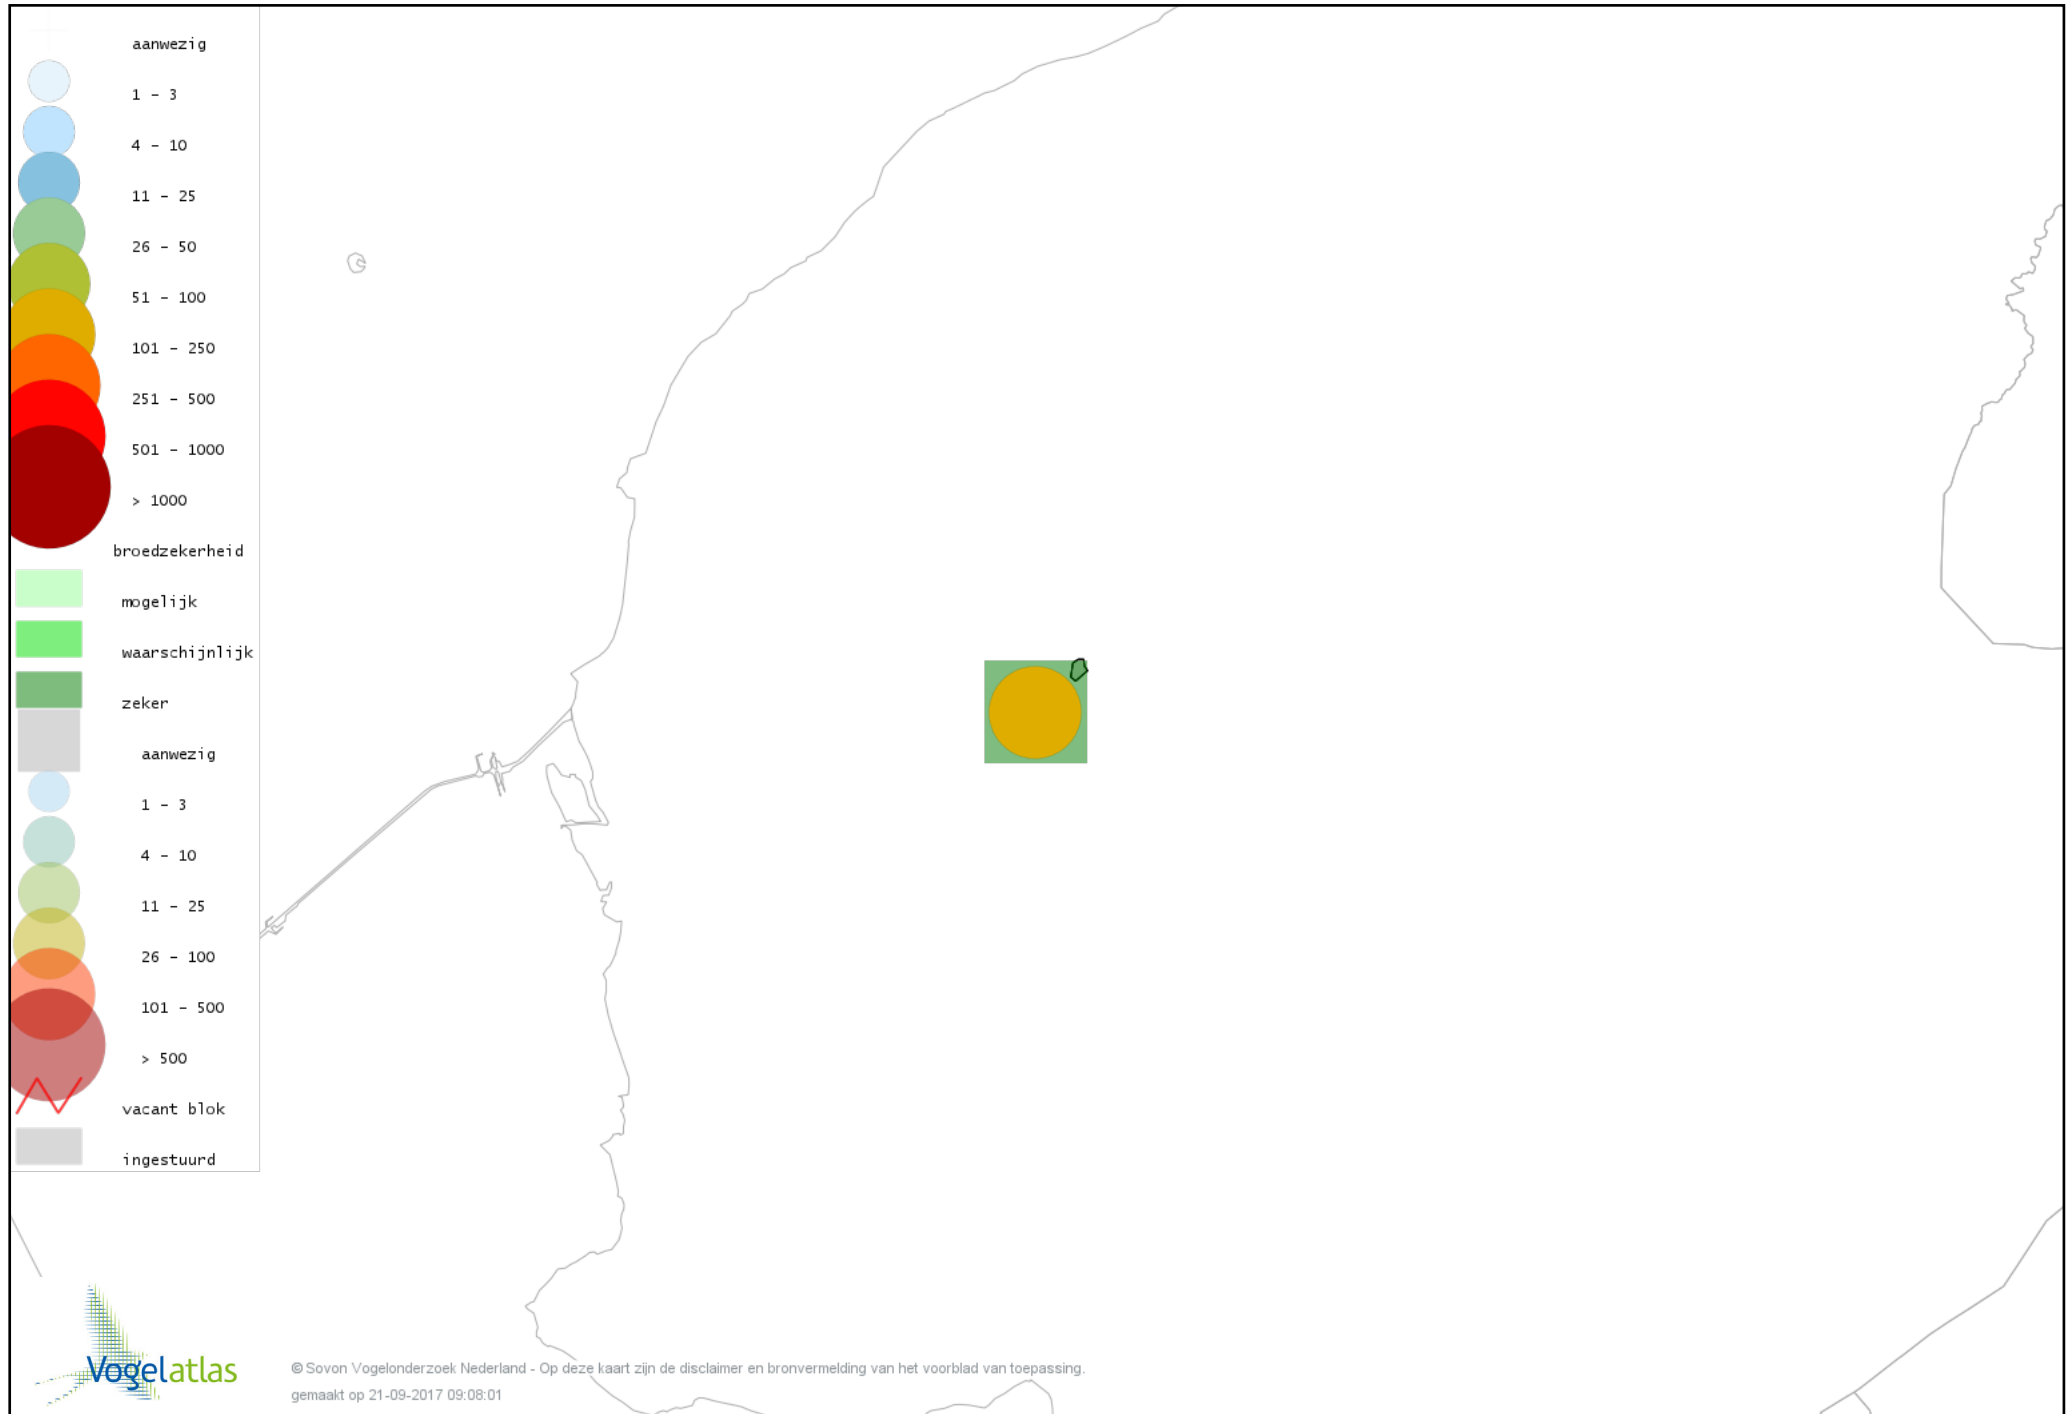 aanwezig
1 - 3
4 - 10
11 - 25
26 - 50
51 - 100
101 - 250
251 - 500
501 - 1000
> 1000
broedzekerheid
mogelijk
waarschijnlijk
zeker
aanwezig
1 - 3
4 - 10
11 - 25
26 - 100
101 - 500
> 500
vacant blok
ingestuurd
Vogelatlas
© Sovon Vogelonderzoek Nederland - Op deze kaart zijn de disclaimer en bronvermelding van het voorblad van toepassing.
gemaakt op 21-09-2017 09:08:01